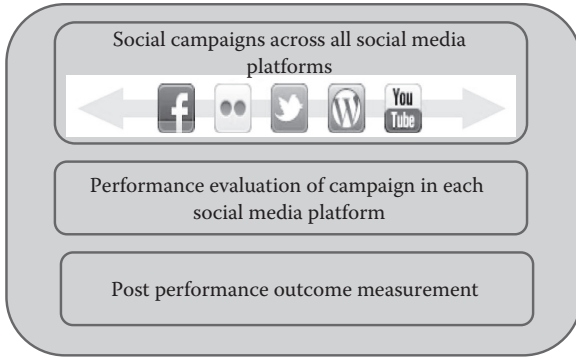 Social campaigns across all social media
platforms
f
You
Tube
Performance evaluation of campaign in each
social media platform
Post performance outcome measurement